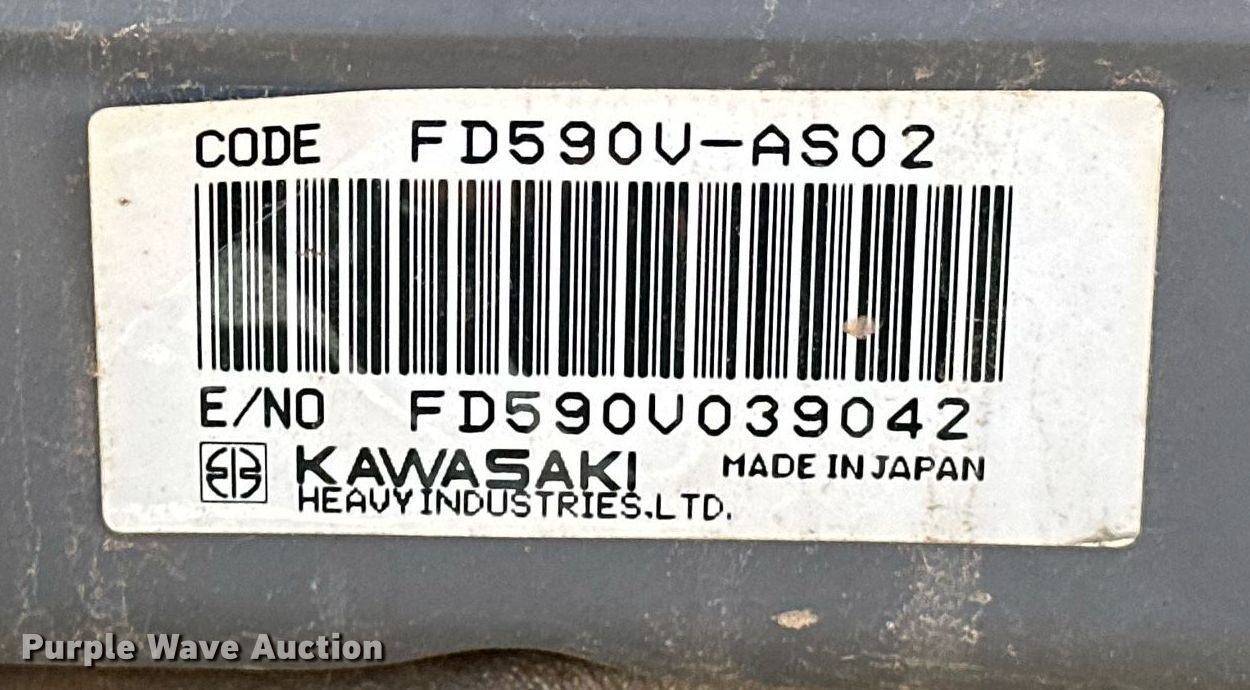 CODE FD590V-AS02
E/NO FD590V039042
KAWASAKI MADE IN JAPAN
HEAVY INDUSTRIES.LTD.
Purple Wave Auction